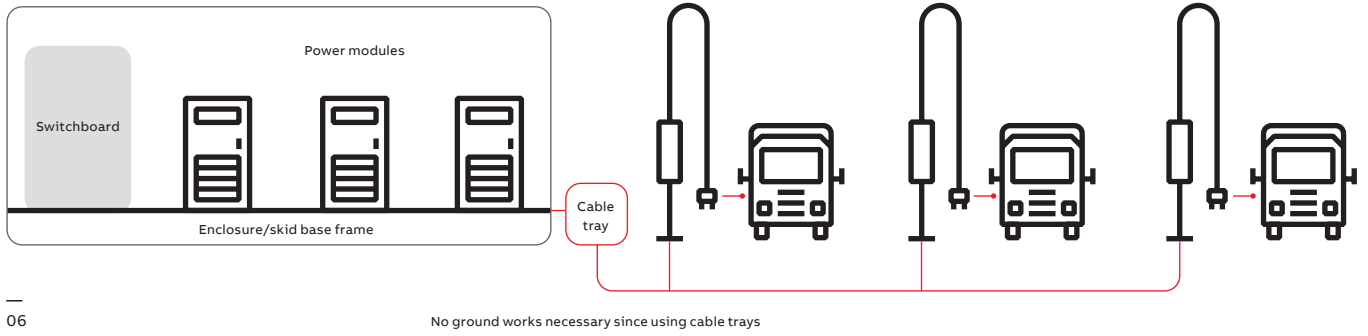 Power modules
Switchboard
Cable
tray
Enclosure/skid base frame
—
06
No ground works necessary since using cable trays